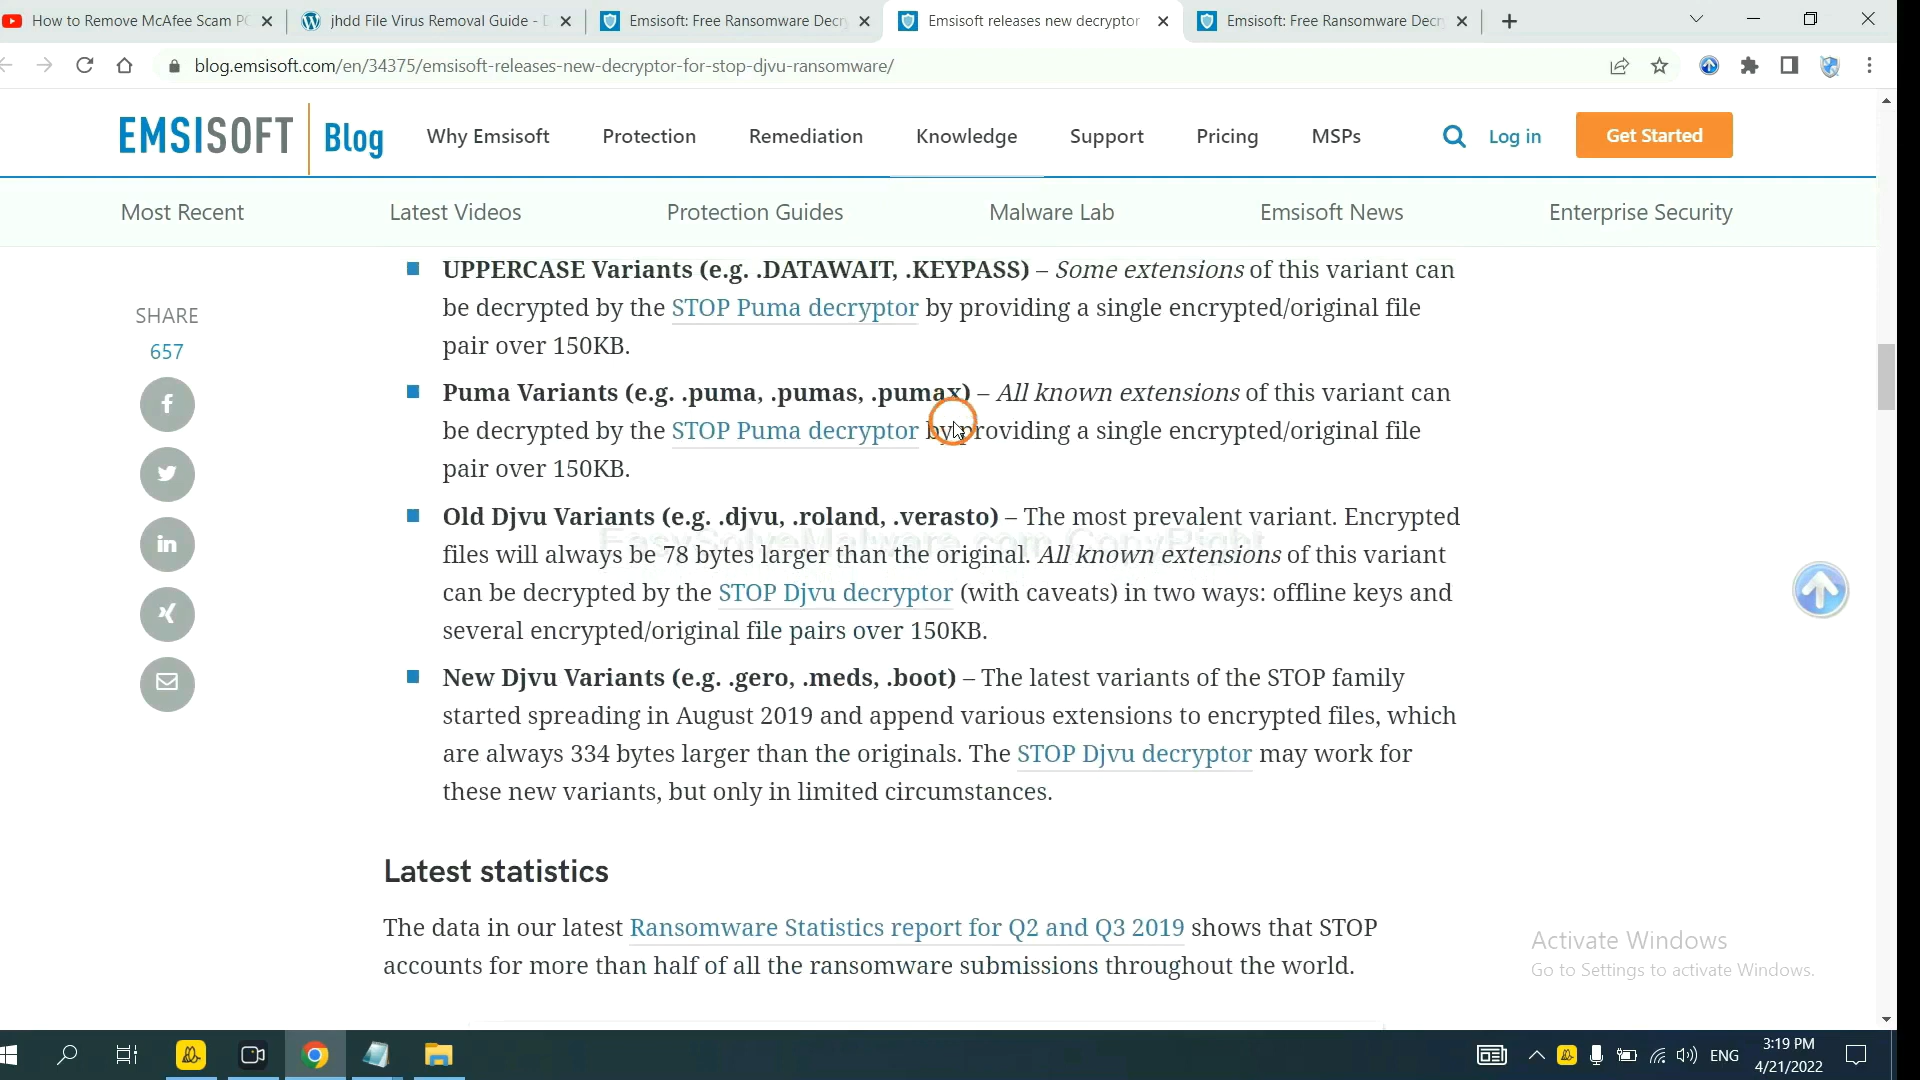 How to Remove McAfee Scam P
jhdd File Virus Removal Guide -
Emsisoft: Free Ransomware Decr
Emsisoft releases new decryptor
Emsisoft: Free Ransomware Decr
blog.emsisoft.com/en/34375/emsisoft-releases-new-decryptor-for-stop-djvu-ransomware/
EMSISOFT Blog
Why Emsisoft
Protection
Remediation
Knowledge
Support
Pricing
MSPs
Log in
Get Started
Most Recent
Latest Videos
Protection Guides
Malware Lab
Emsisoft News
Enterprise Security
SHARE
657
UPPERCASE Variants (e.g. .DATAWAIT, .KEYPASS) – Some extensions of this variant can
be decrypted by the STOP Puma decryptor by providing a single encrypted/original file
pair over 150KB.
Puma Variants (e.g. .puma, .pumas, .pumax) – All known extensions of this variant can
be decrypted by the STOP Puma decryptor by providing a single encrypted/original file
pair over 150KB.
Old Djvu Variants (e.g. .djvu, .roland, .verasto) – The most prevalent variant. Encrypted
files will always be 78 bytes larger than the original. All known extensions of this variant
can be decrypted by the STOP Djvu decryptor (with caveats) in two ways: offline keys and
several encrypted/original file pairs over 150KB.
EasySolveMalware.com CopyRight
New Djvu Variants (e.g. .gero, .meds, .boot) – The latest variants of the STOP family
started spreading in August 2019 and append various extensions to encrypted files, which
are always 334 bytes larger than the originals. The STOP Djvu decryptor may work for
these new variants, but only in limited circumstances.
Latest statistics
The data in our latest Ransomware Statistics report for Q2 and Q3 2019 shows that STOP
accounts for more than half of all the ransomware submissions throughout the world.
Activate Windows
Go to Settings to activate Windows.
ENG
3:19 PM
4/21/2022